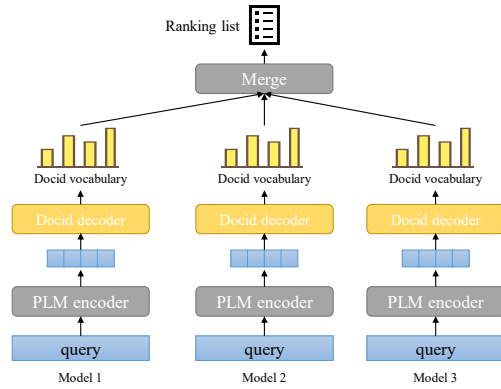 Ranking list
Merge
Docid vocabulary Docid vocabulary Docid vocabulary
Docid decoder Docid decoder Docid decoder
PLM encoder PLM encoder PLM encoder
query query query
Model 1 Model 2 Model 3